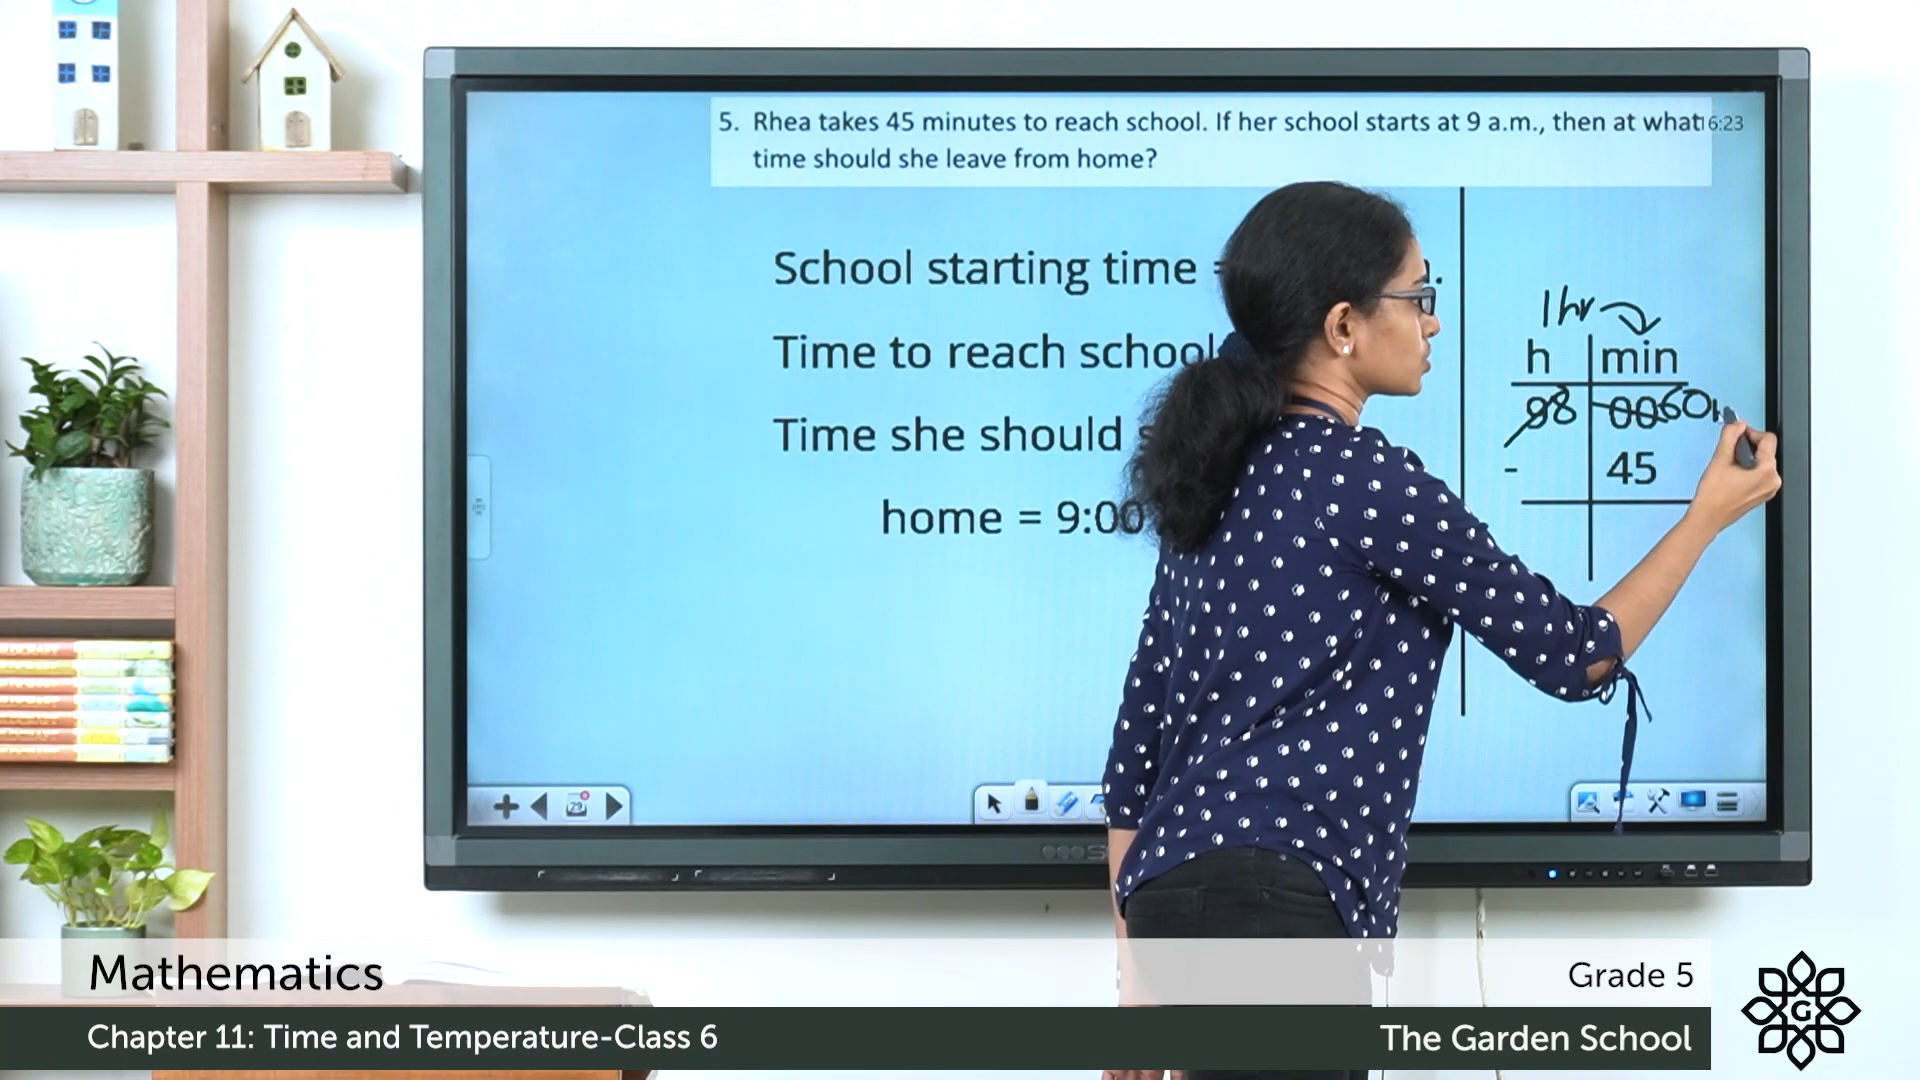 5. Rhea takes 45 minutes to reach school. If her school starts at 9 a.m., then at what
time should she leave from home?
16:23
School starting time =
Time to reach school
Time she should
home = 9:00
1 hr
h min
9 8 00 60
- 45
29
Mathematics
Grade 5
Chapter 11: Time and Temperature-Class 6
The Garden School
G